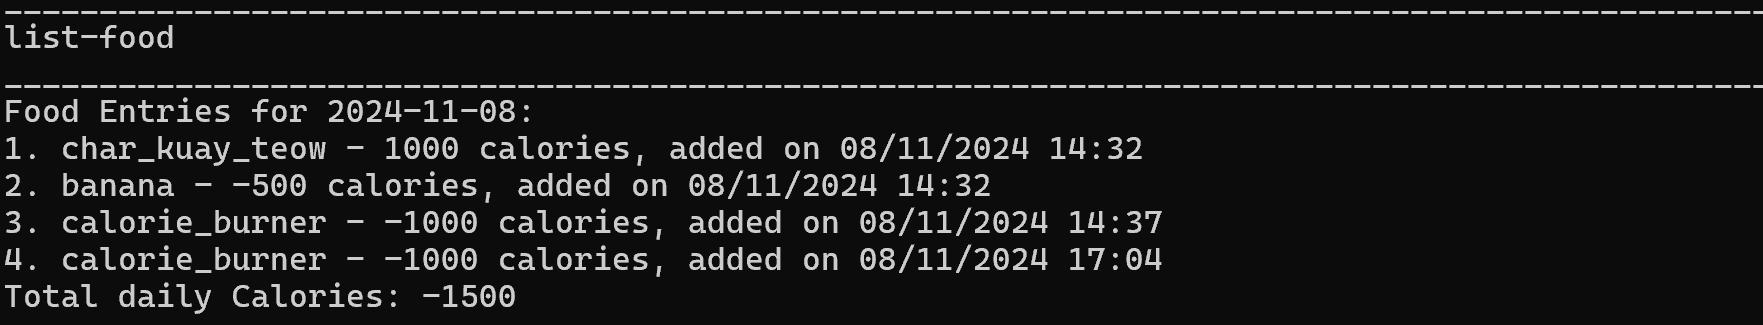 list-food
Food Entries for 2024-11-08:
1. char_kuay_teow - 1000 calories, added on 08/11/2024 14:32
2. banana - -500 calories, added on 08/11/2024 14:32
3. calorie_burner - -1000 calories, added on 08/11/2024 14:37
4. calorie_burner - -1000 calories, added on 08/11/2024 17:04
Total daily Calories: -1500